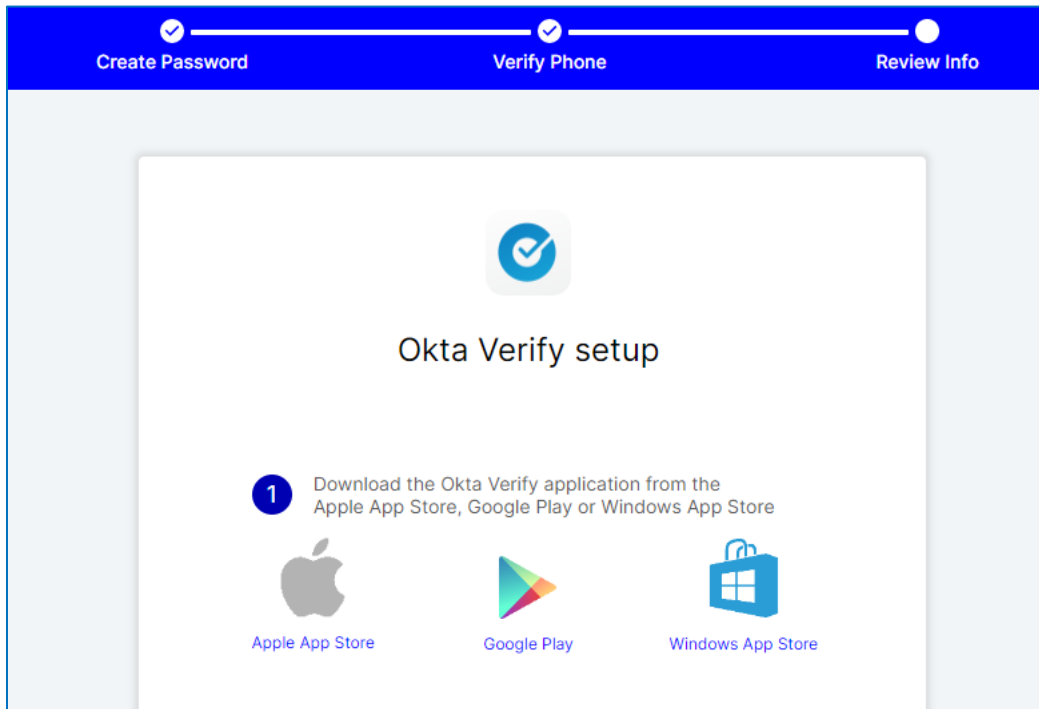 Create Password
Verify Phone
Review Info
Okta Verify setup
1
Download the Okta Verify application from the
Apple App Store, Google Play or Windows App Store
Apple App Store
Google Play
Windows App Store